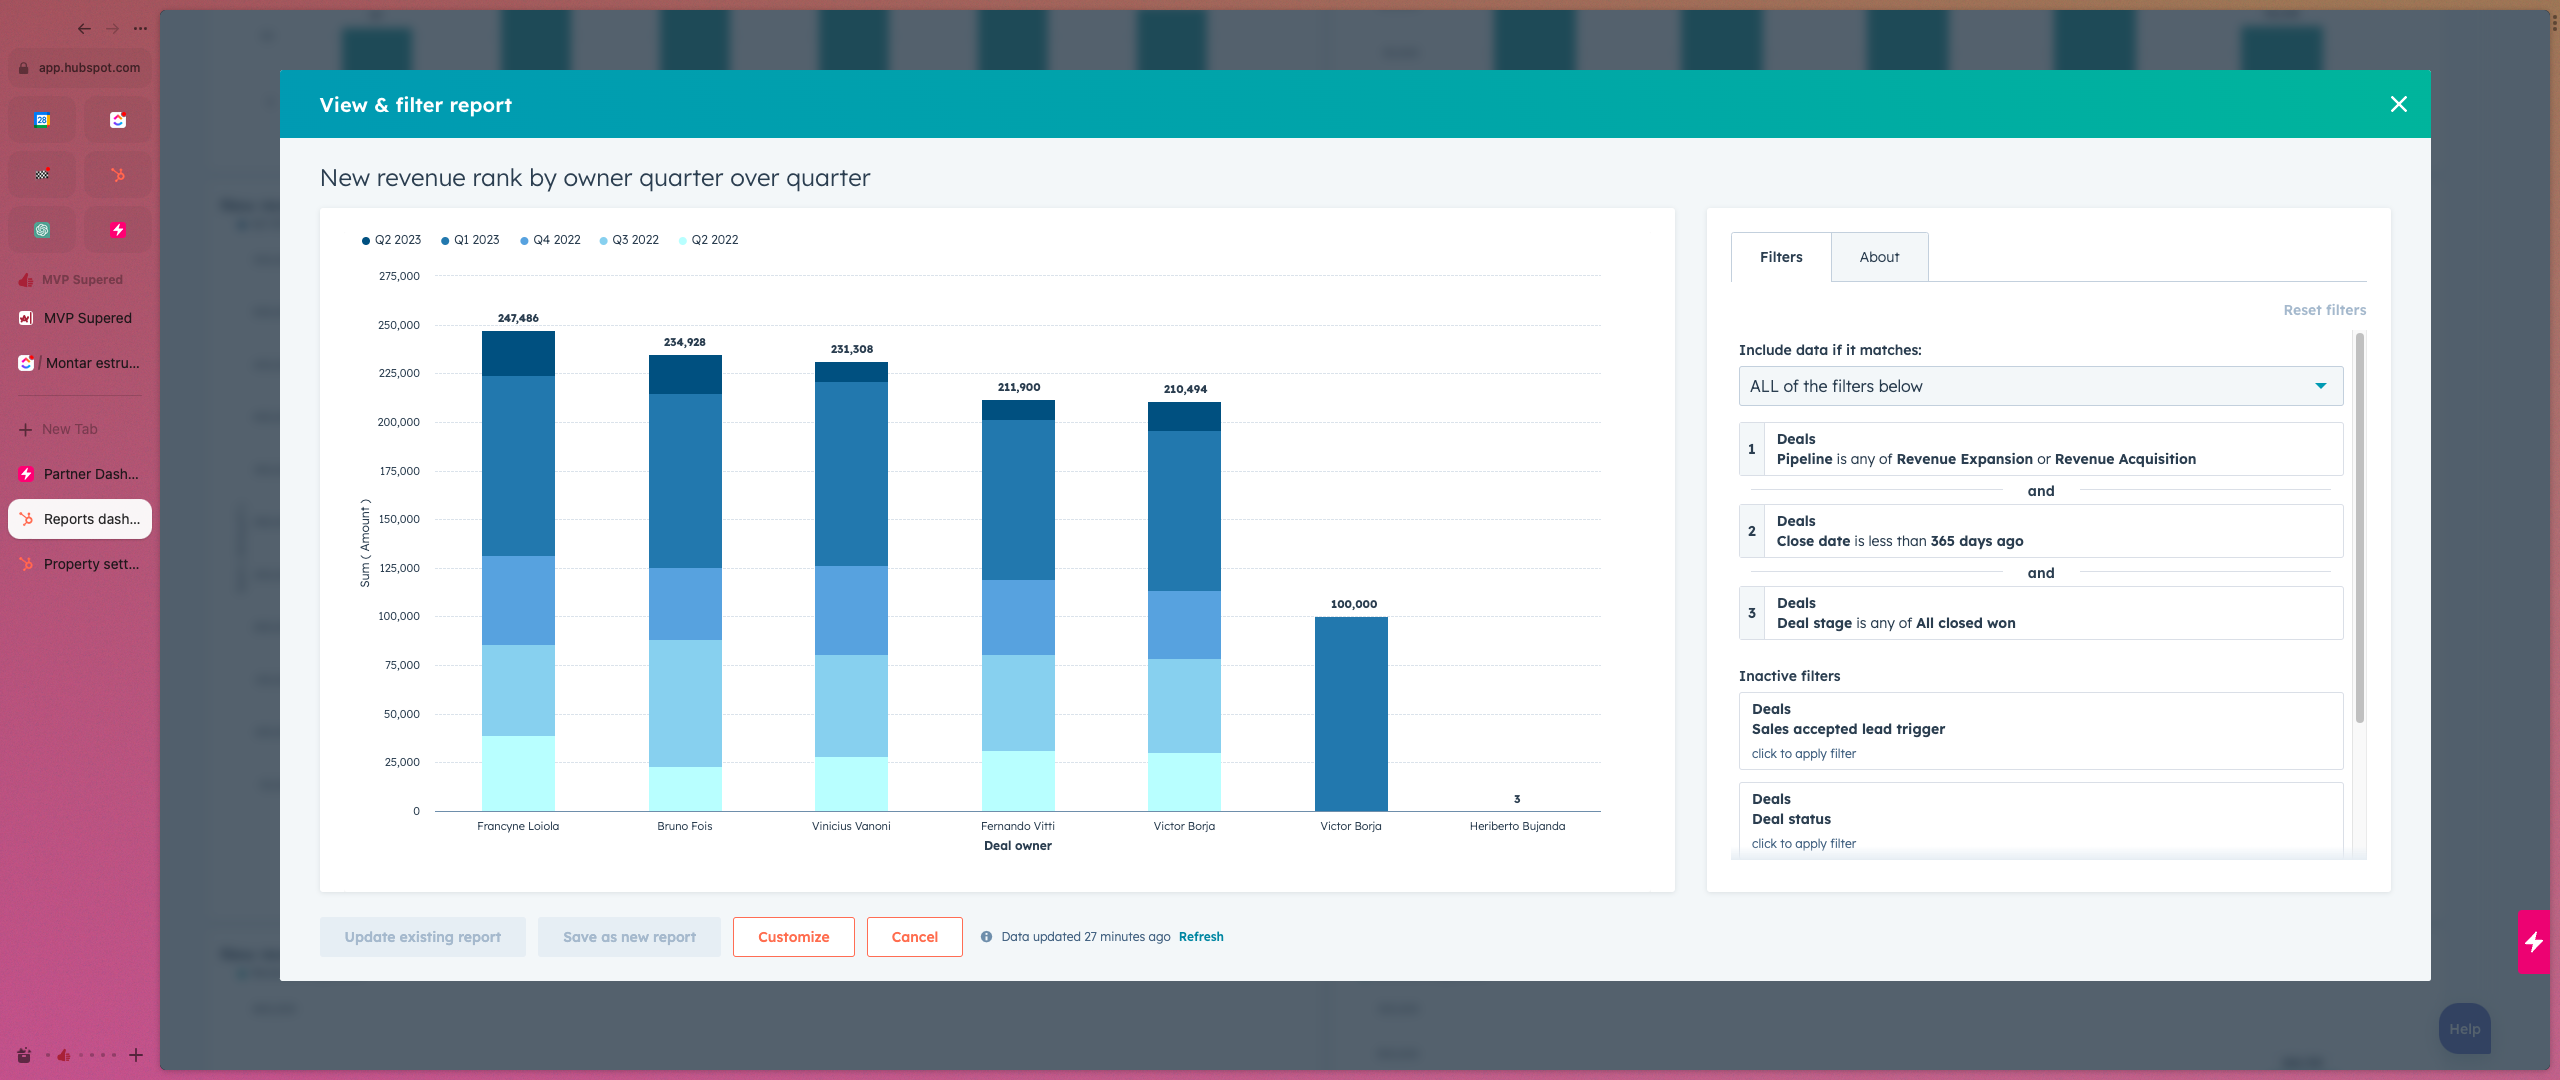 app.hubspot.com
28
MVP Supered
MVP Supered
/ Montar estru...
New Tab
Partner Dash...
Reports dash...
Property sett...
View & filter report
New revenue rank by owner quarter over quarter
Q2 2023 Q1 2023 Q4 2022 Q3 2022 Q2 2022
275,000
250,000
225,000
200,000
175,000
150,000
125,000
100,000
75,000
50,000
25,000
0
Sum ( Amount )
247,486
234,928
231,308
211,900
210,494
100,000
3
Francyne Loiola Bruno Fois Vinicius Vanoni Fernando Vitti Victor Borja Victor Borja Heriberto Bujanda
Deal owner
Filters About
Reset filters
Include data if it matches:
ALL of the filters below
1
Deals
Pipeline is any of Revenue Expansion or Revenue Acquisition
and
2
Deals
Close date is less than 365 days ago
and
3
Deals
Deal stage is any of All closed won
Inactive filters
Deals
Sales accepted lead trigger
click to apply filter
Deals
Deal status
click to apply filter
Update existing report Save as new report Customize Cancel Data updated 27 minutes ago Refresh
Help